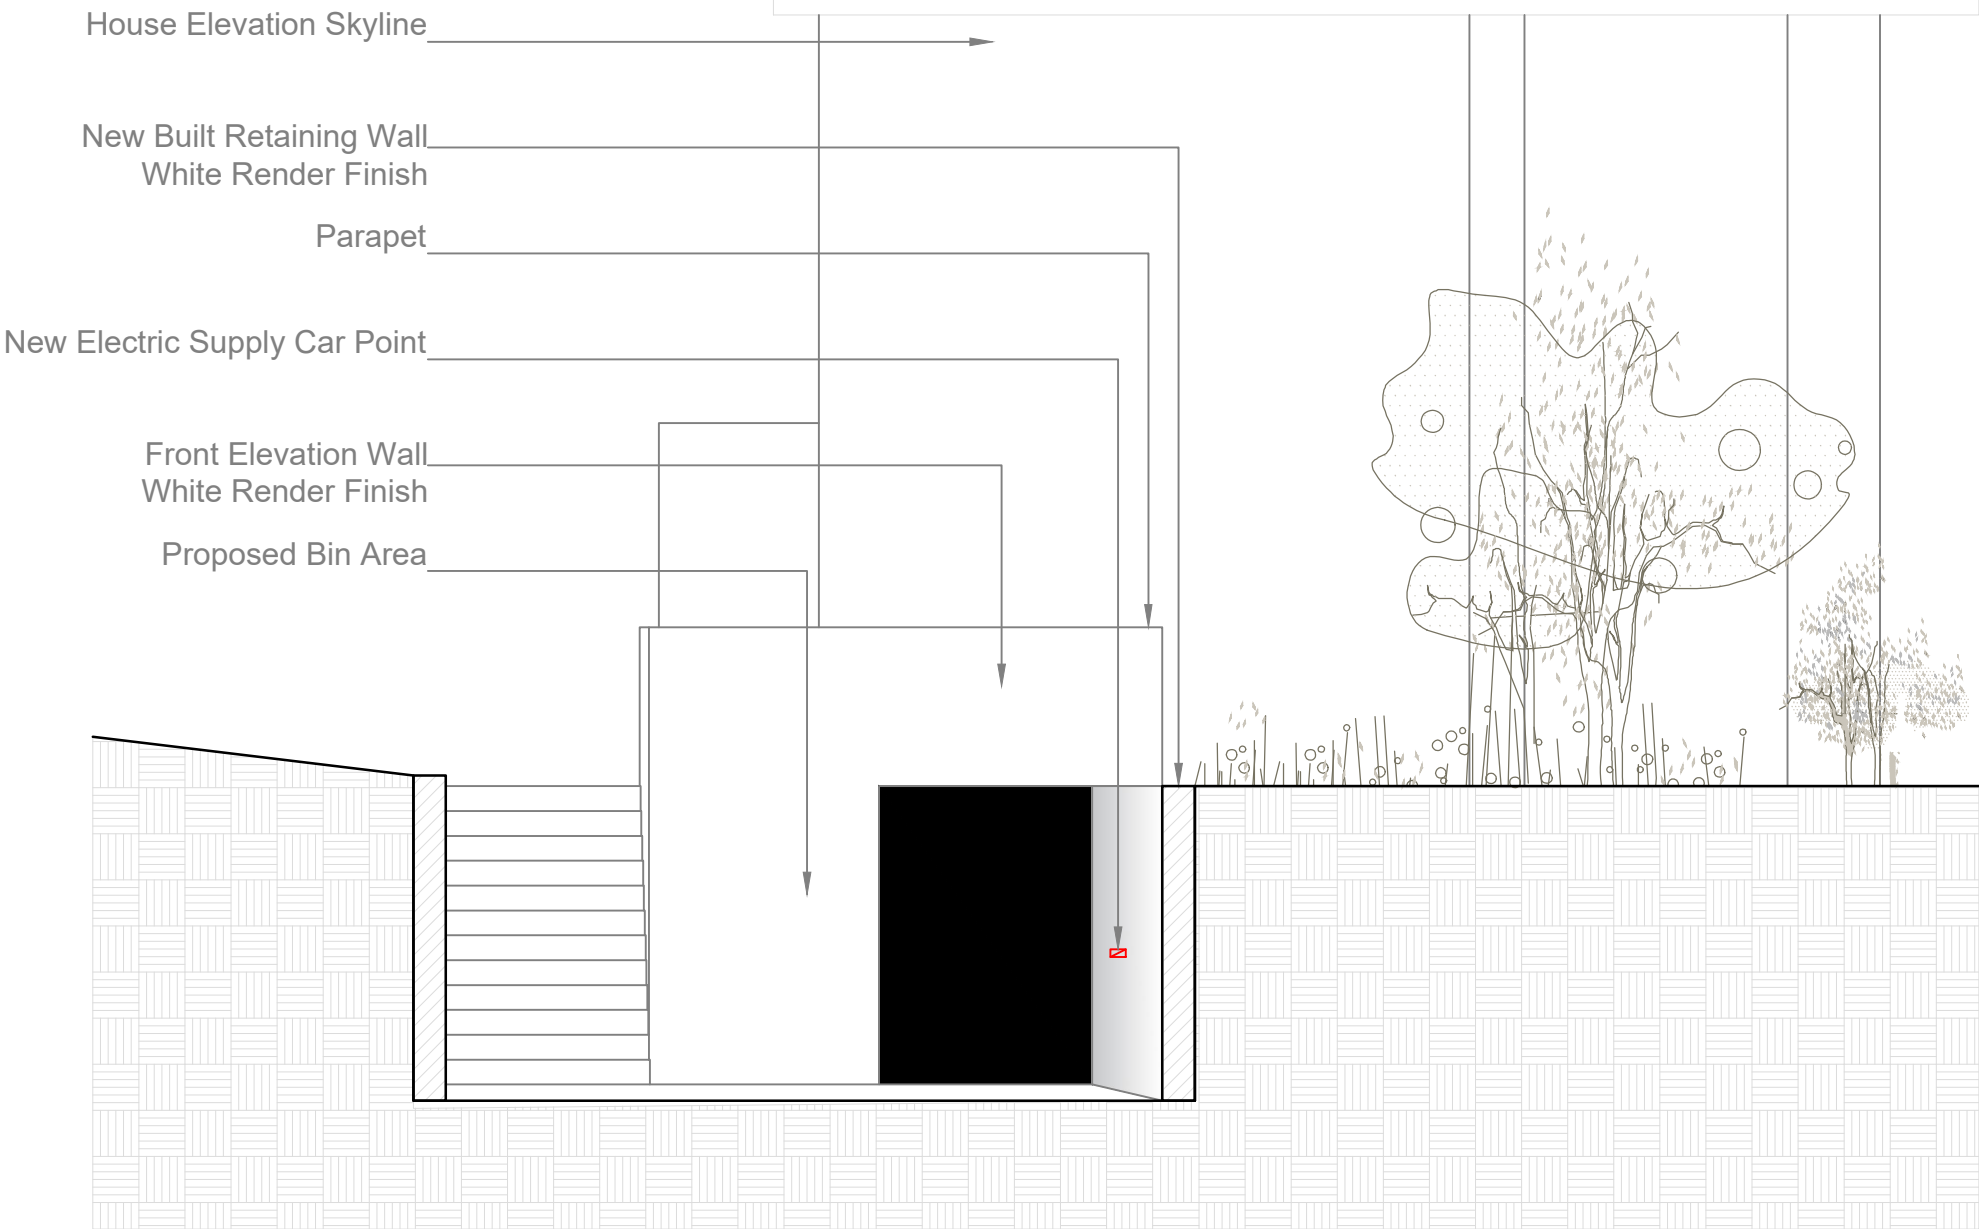 House Elevation Skyline
New Built Retaining Wall
White Render Finish
Parapet
New Electric Supply Car Point
Front Elevation Wall
White Render Finish
Proposed Bin Area